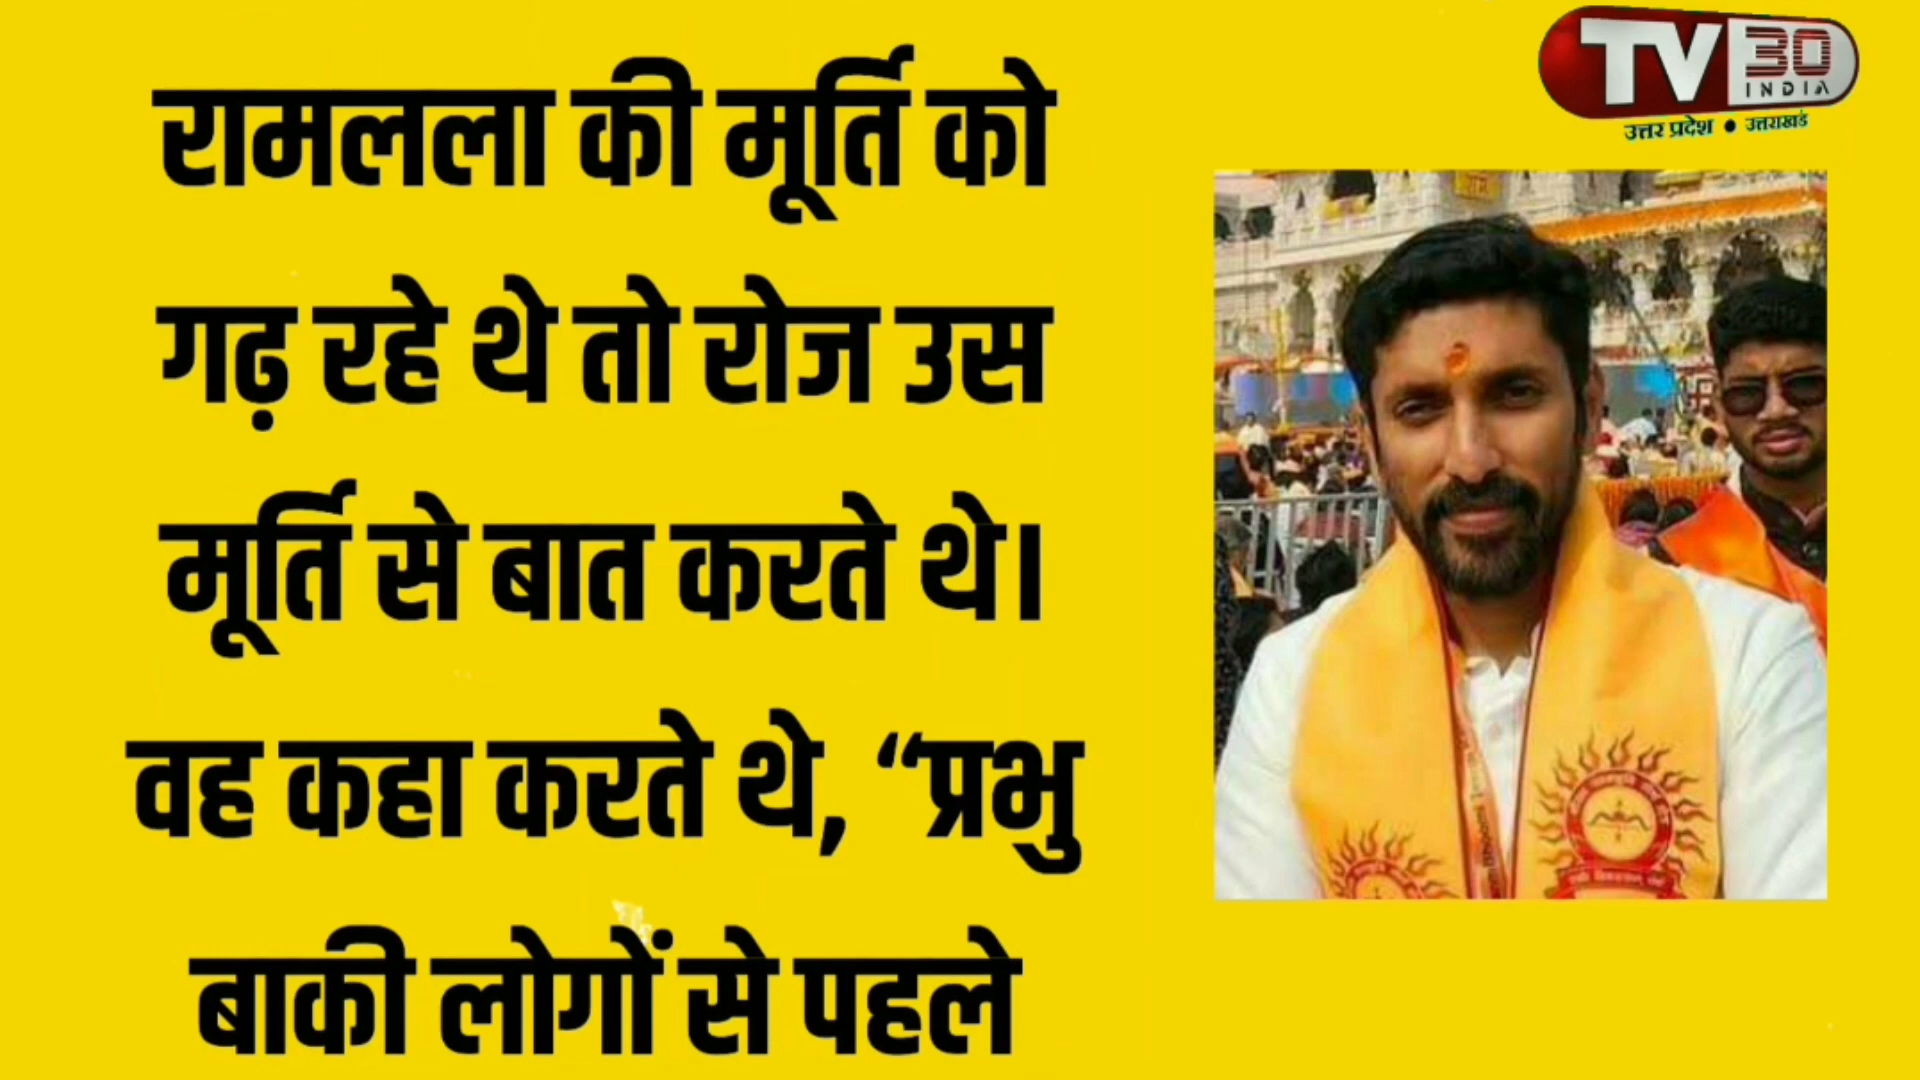 TV30
INDIA
उत्तर प्रदेश • उत्तराखंड
रामलला की मूर्ति को
गढ़ रहे थे तो रोज उस
मूर्ति से बात करते थे।
वह कहा करते थे, “प्रभु
बाकी लोगों से पहले